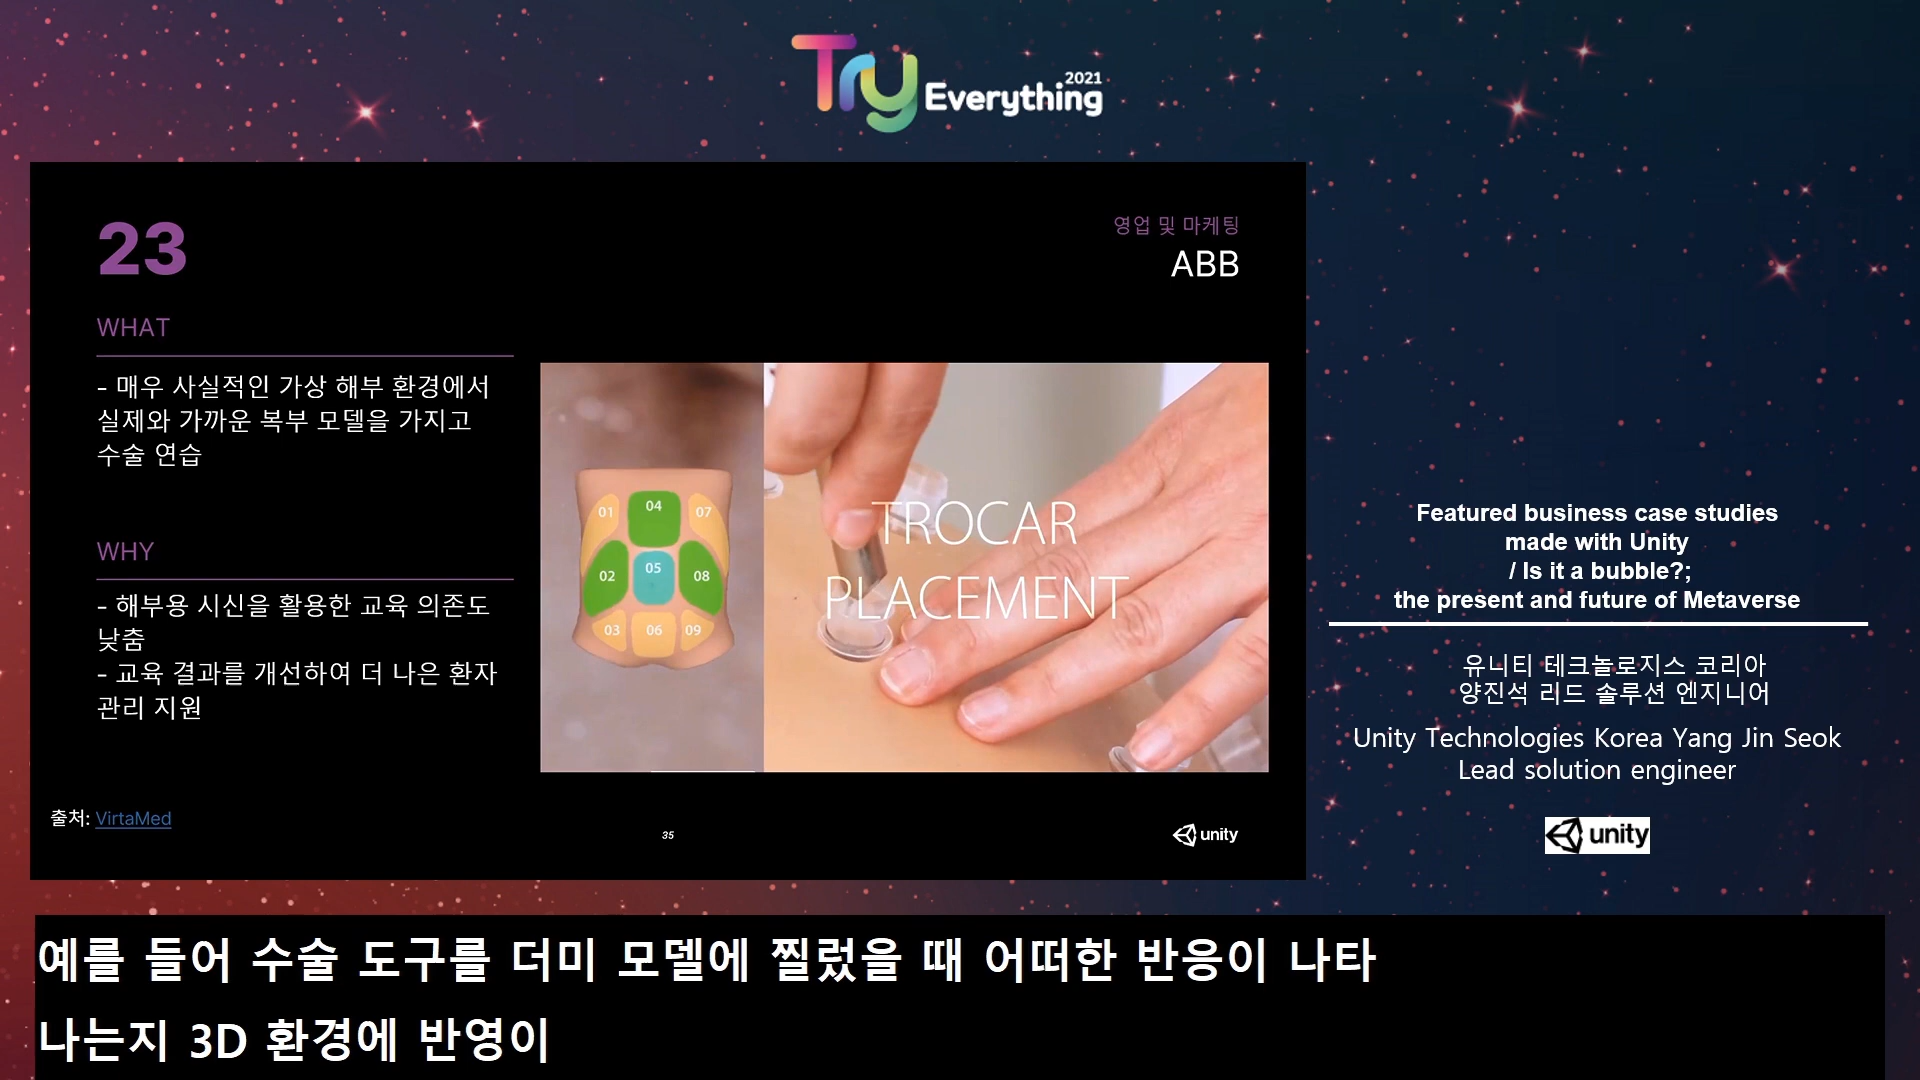 Try
2021
Everything
23
영업 및 마케팅
ABB
WHAT
- 매우 사실적인 가상 해부 환경에서
실제와 가까운 복부 모델을 가지고
수술 연습
WHY
- 해부용 시신을 활용한 교육 의존도
낮춤
- 교육 결과를 개선하여 더 나은 환자
관리 지원
01
04
07
02
05
08
03
06
09
TROCAR
PLACEMENT
출처: VirtaMed
35
unity
Featured business case studies
made with Unity
/ Is it a bubble?;
the present and future of Metaverse
유니티 테크놀로지스 코리아
양진석 리드 솔루션 엔지니어
Unity Technologies Korea Yang Jin Seok
Lead solution engineer
unity
예를 들어 수술 도구를 더미 모델에 찔렀을 때 어떠한 반응이 나타
나는지 3D 환경에 반영이